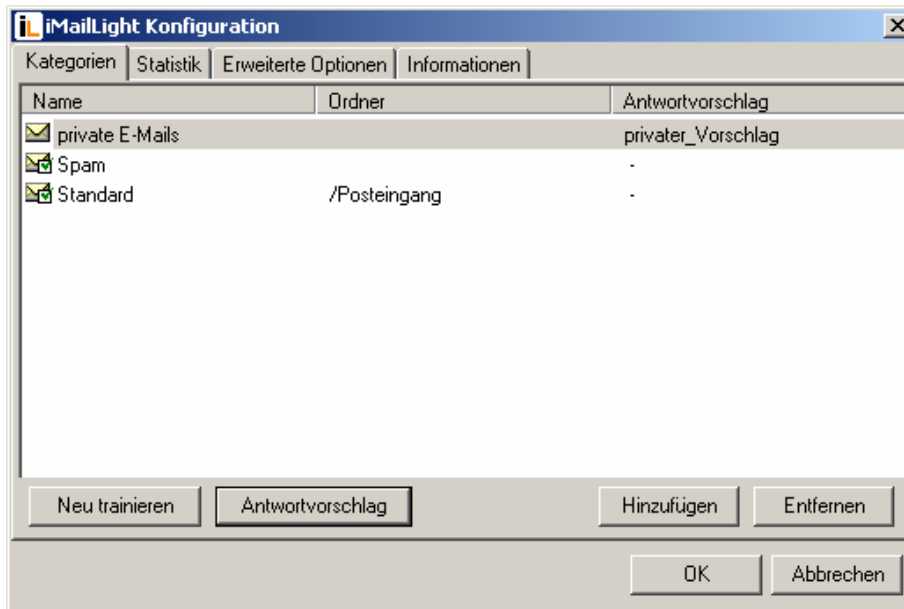 iL iMailLight Konfiguration
Kategorien Statistik Erweiterte Optionen Informationen
Name Ordner Antwortvorschlag
private E-Mails privater_Vorschlag
Spam -
Standard /Posteingang -
Neu trainieren Antwortvorschlag Hinzufügen Entfernen
OK Abbrechen